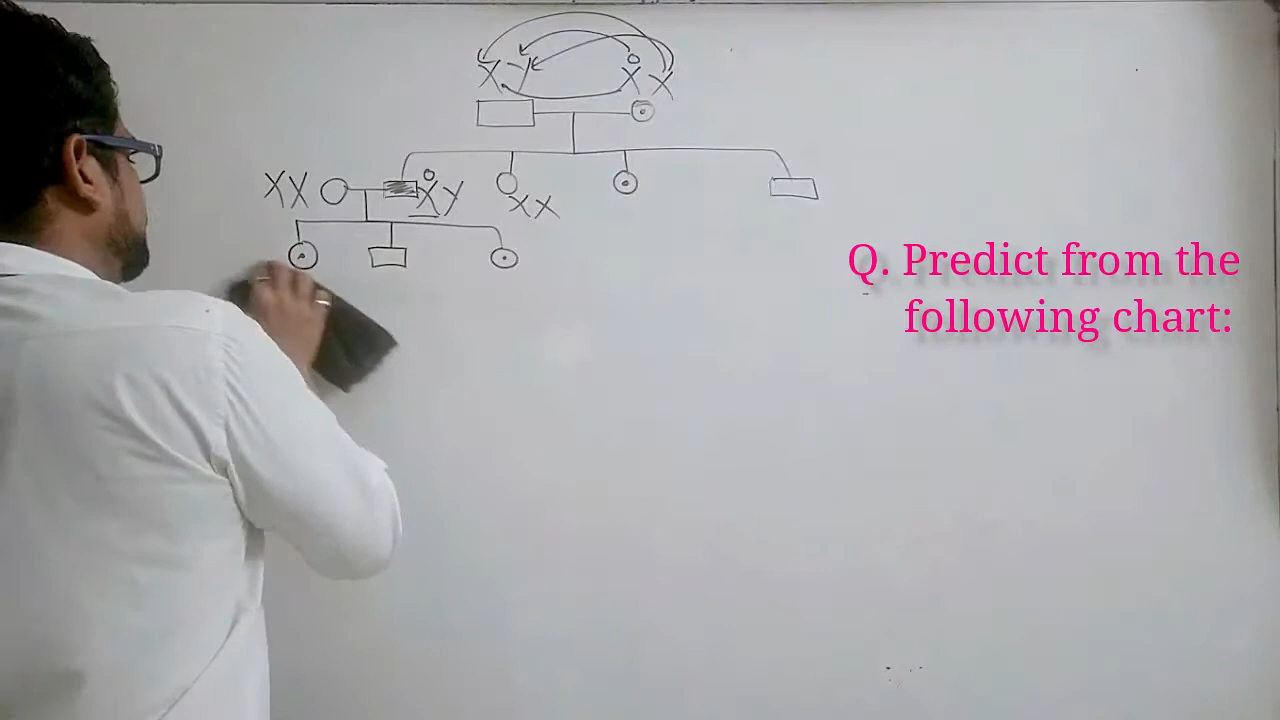 X Y X X
XX XY
XX
Q. Predict from the
following chart: